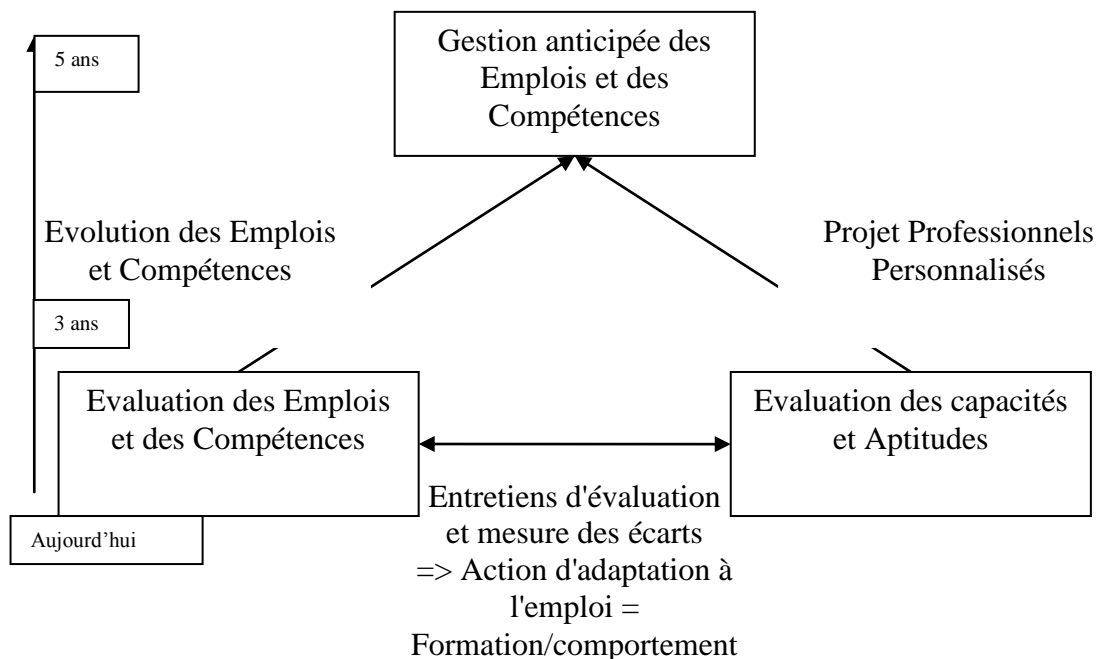 5 ans
Gestion anticipée des
Emplois et des
Compétences
Evolution des Emplois
et Compétences
Projet Professionnels
Personnalisés
3 ans
Evaluation des Emplois
et des Compétences
Evaluation des capacités
et Aptitudes
Entretiens d'évaluation
et mesure des écarts
=> Action d'adaptation à
l'emploi =
Formation/comportement
Aujourd’hui